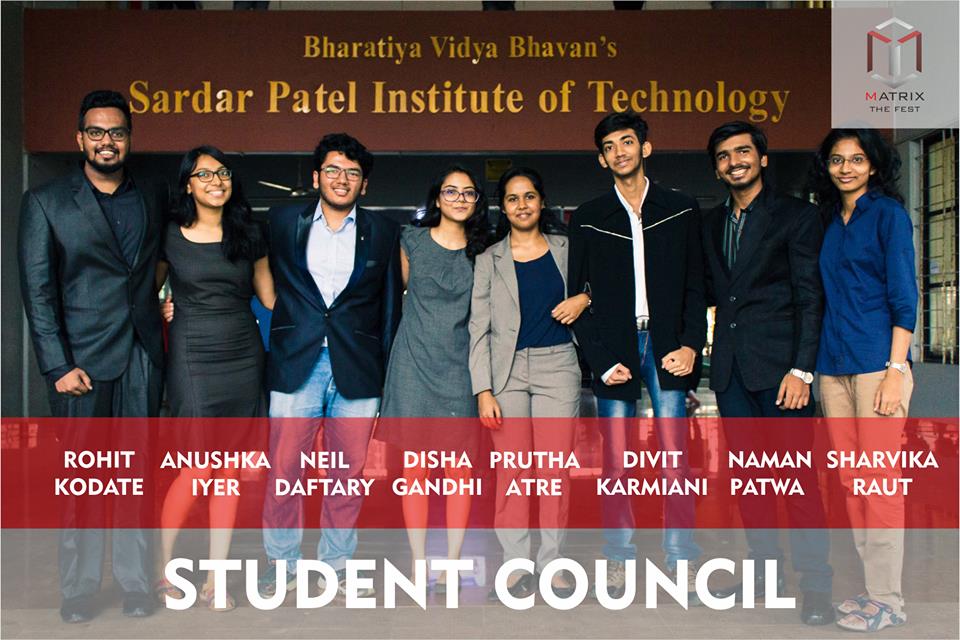 Bharatiya Vidya Bhavan's
Sardar Patel Institute of Technology
MATRIX
THE FEST
ROHIT
KODATE
ANUSHKA
IYER
NEIL
DAFTARY
DISHA
GANDHI
PRUTHA
ATRE
DIVIT
KARMIANI
NAMAN
PATWA
SHARVIKA
RAUT
STUDENT COUNCIL